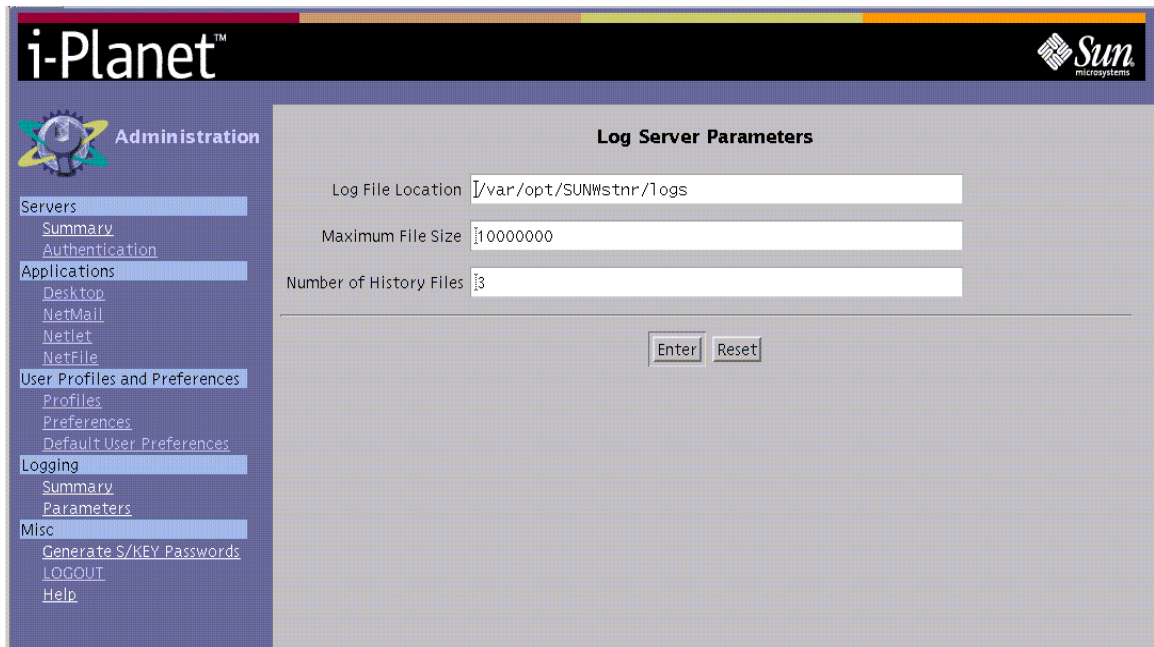 i-Planet™
Sun
microsystems
Administration
Servers
Summary
Authentication
Applications
Desktop
NetMail
Netlet
NetFile
User Profiles and Preferences
Profiles
Preferences
Default User Preferences
Logging
Summary
Parameters
Misc
Generate S/KEY Passwords
LOGOUT
Help
Log Server Parameters
Log File Location /var/opt/SUNWstnr/logs
Maximum File Size 10000000
Number of History Files 3
Enter Reset